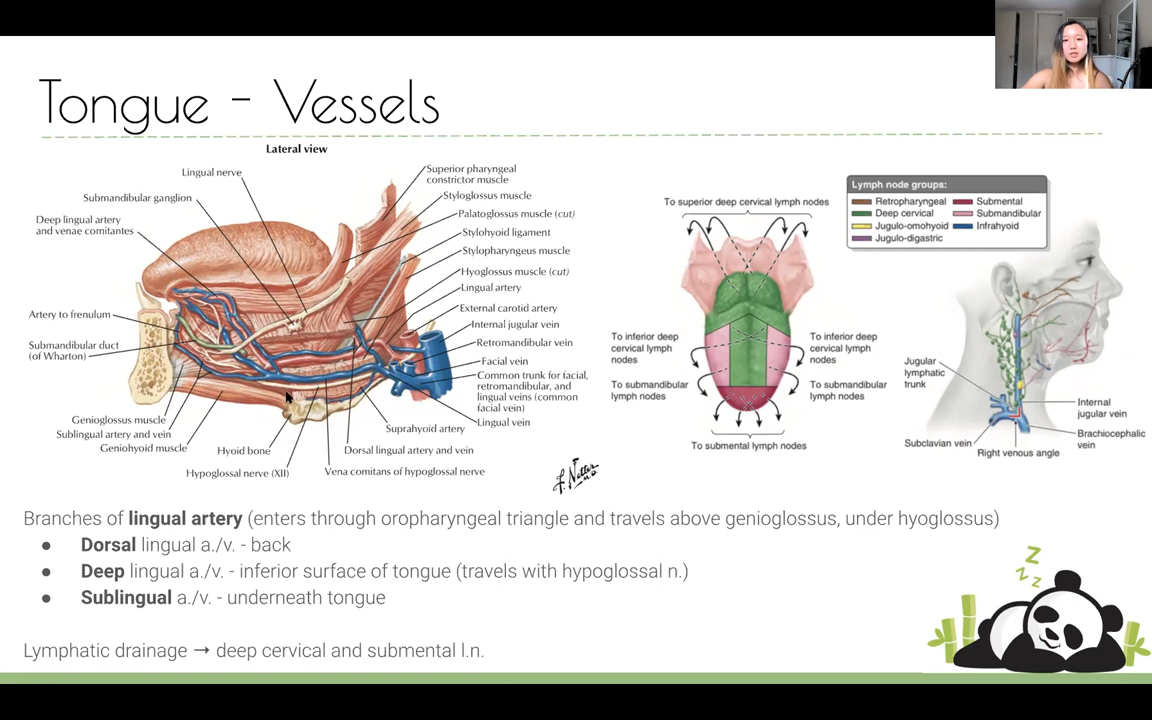 Tongue - Vessels
Lateral view
Lingual nerve
Submandibular ganglion
Deep lingual artery
and venae comitantes
Artery to frenulum
Submandibular duct
(of Wharton)
Genioglossus muscle
Sublingual artery and vein
Geniohyoid muscle
Hyoid bone
Hypoglossal nerve (XII)
Superior pharyngeal
constrictor muscle
Styloglossus muscle
Palatoglossus muscle (cut)
Stylohyoid ligament
Stylopharyngeus muscle
Hyoglossus muscle (cut)
Lingual artery
External carotid artery
Internal jugular vein
Retromandibular vein
Facial vein
Common trunk for facial,
retromandibular, and
lingual veins (common
facial vein)
Lingual vein
Suprahyoid artery
Dorsal lingual artery and vein
Vena comitans of hypoglossal nerve
F. Netter
M.D.
To superior deep cervical lymph nodes
To inferior deep
cervical lymph
nodes
To submandibular
lymph nodes
To inferior deep
cervical lymph
nodes
To submandibular
lymph nodes
To submental lymph nodes
Lymph node groups:
Retropharyngeal
Deep cervical
Jugulo-omohyoid
Jugulo-digastric
Submental
Submandibular
Infrahyoid
Jugular
lymphatic
trunk
Subclavian vein
Right venous angle
Internal
jugular vein
Brachiocephalic
vein
Branches of lingual artery (enters through oropharyngeal triangle and travels above genioglossus, under hyoglossus)
● Dorsal lingual a./v. - back
● Deep lingual a./v. - inferior surface of tongue (travels with hypoglossal n.)
● Sublingual a./v. - underneath tongue
Lymphatic drainage → deep cervical and submental l.n.
Z
Z
Z